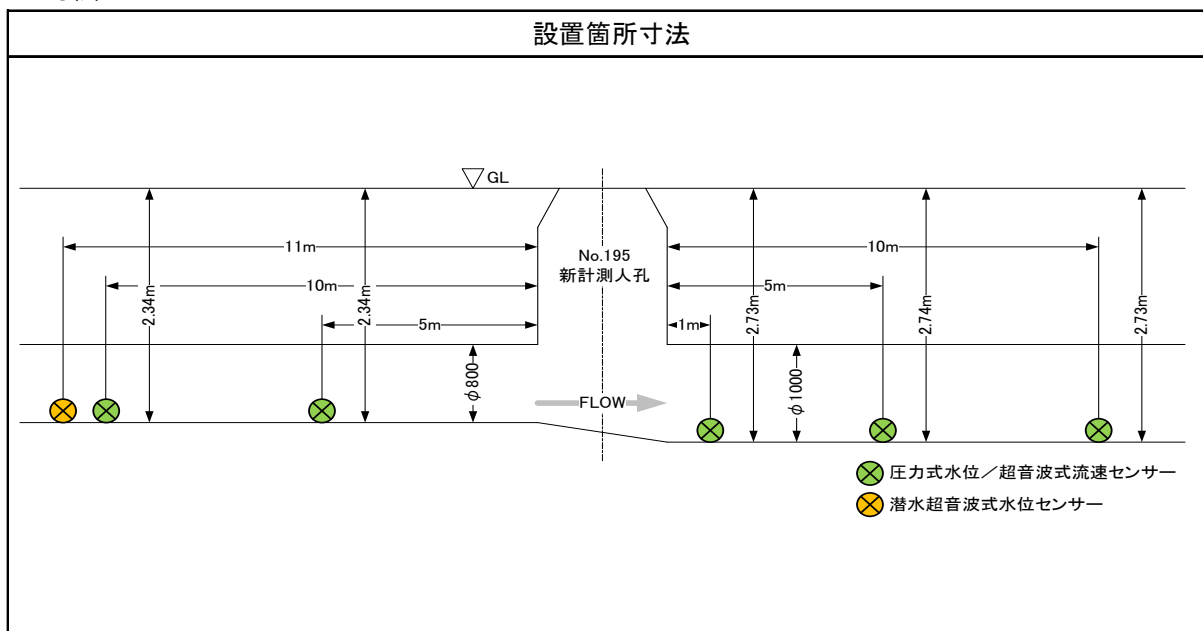 設置箇所寸法
GL
11m
10m
No.195
新計測人孔
10m
5m
2.34m
2.34m
5m
1m
2.73m
2.74m
2.73m
φ800
FLOW
φ1000
圧力式水位/超音波式流速センサー
潜水超音波式水位センサー